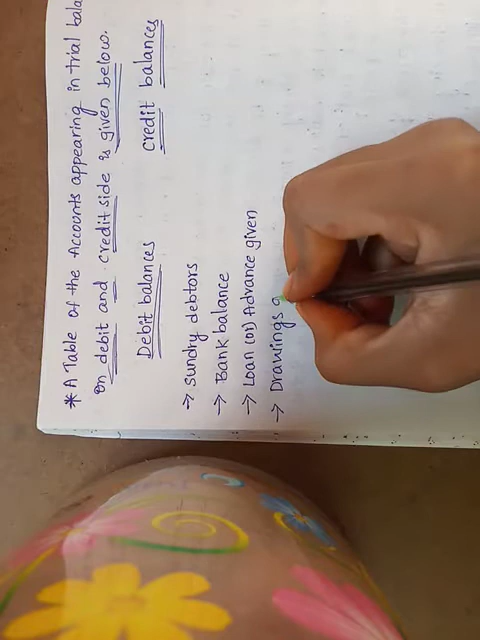 * A Table of the Accounts appearing in trial
on debit and credit side is given below.
Debit balances credit balances
→ Sundry debtors
→ Bank balance
→ Loan (or) Advance given
→ Drawings